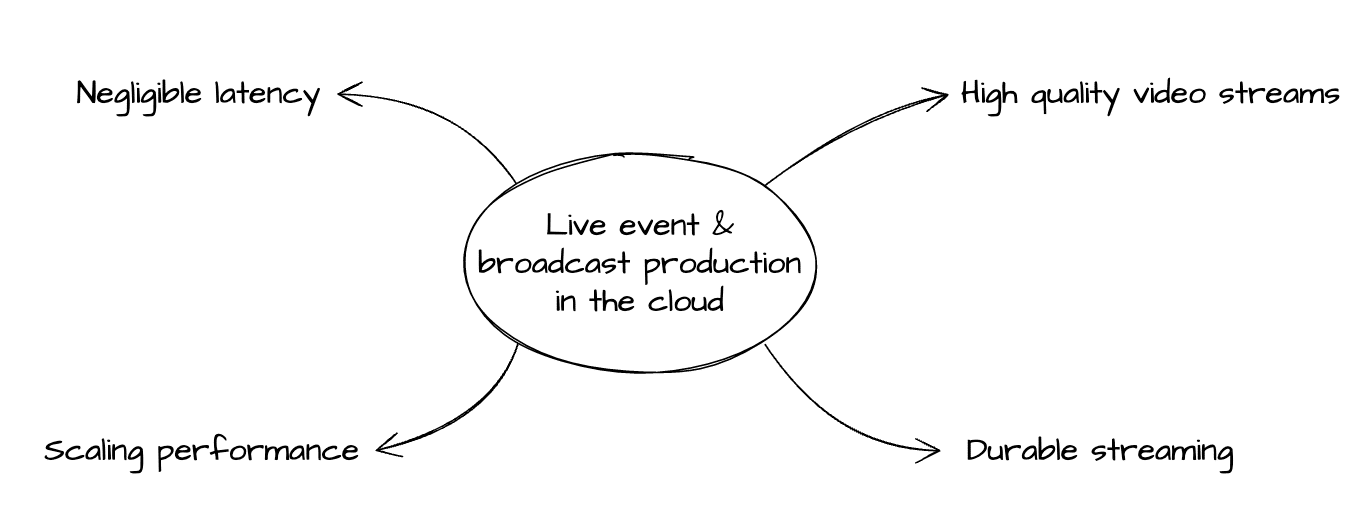 Negligible latency
High quality video streams
Live event &
broadcast production
in the cloud
Scaling performance
Durable streaming